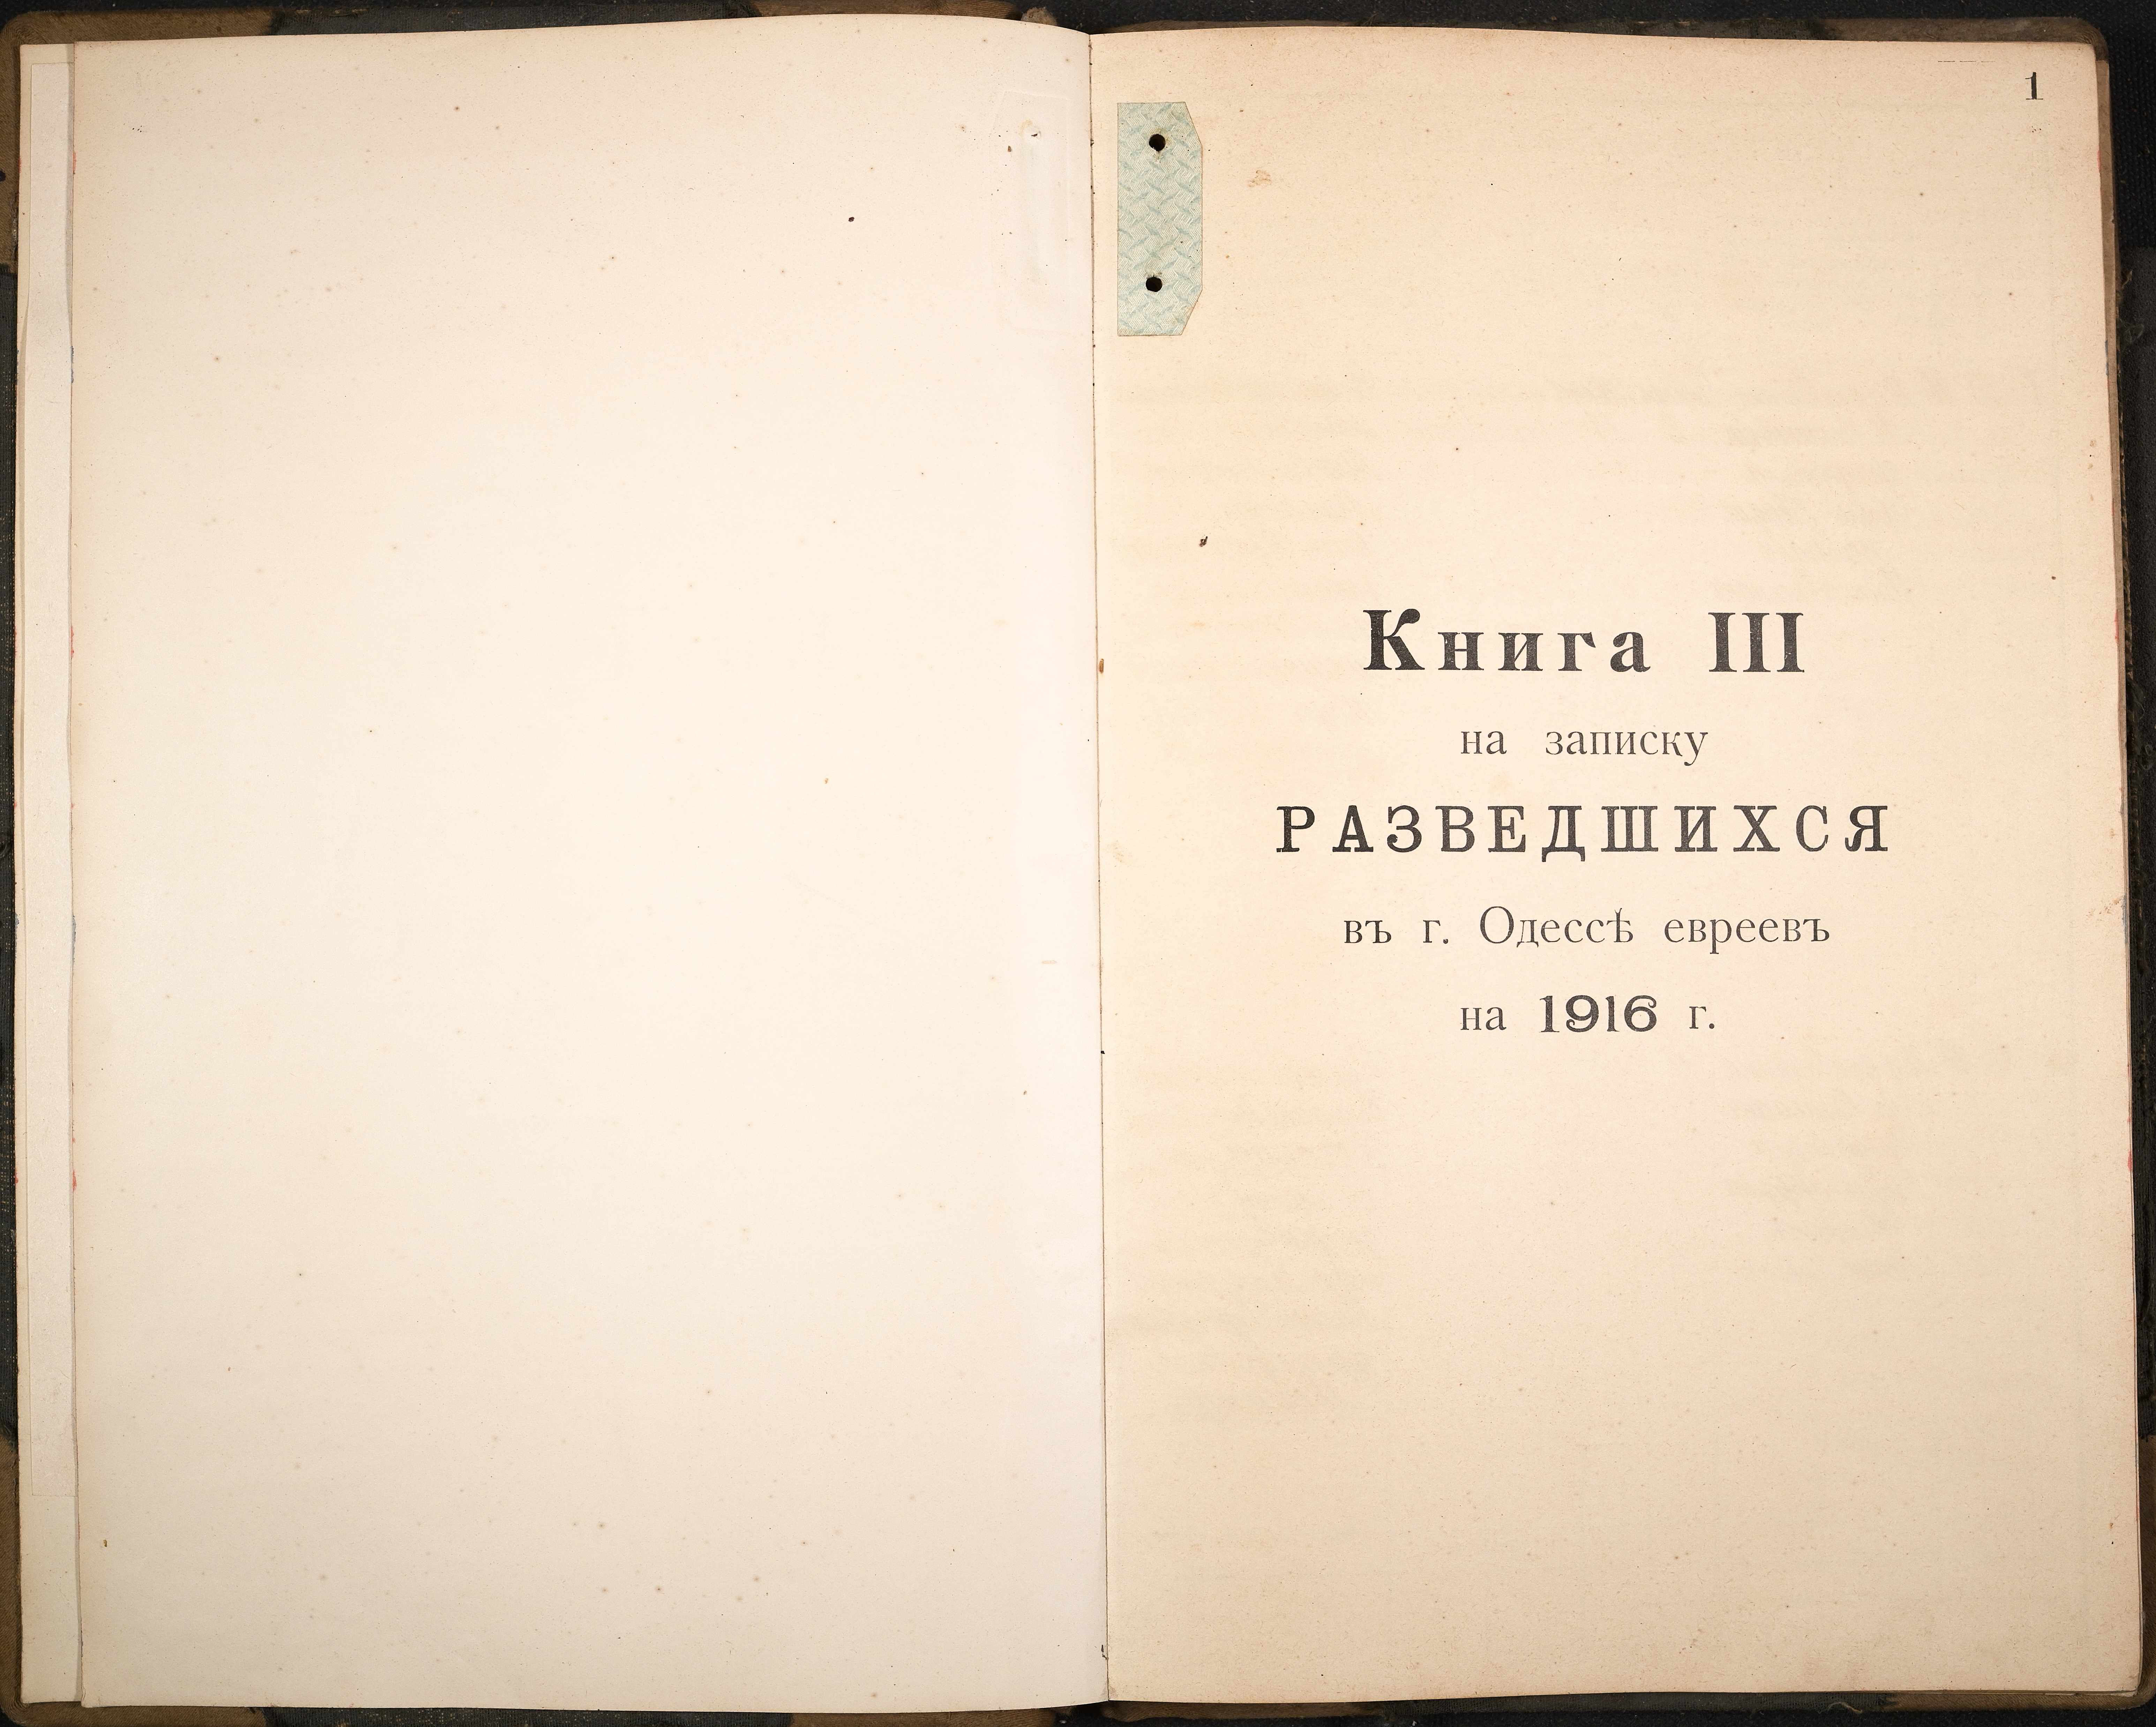 1
Книга III
на записку
РАЗВЕДШИХСЯ
въ г. Одессѣ евреевъ
на 1916 г.